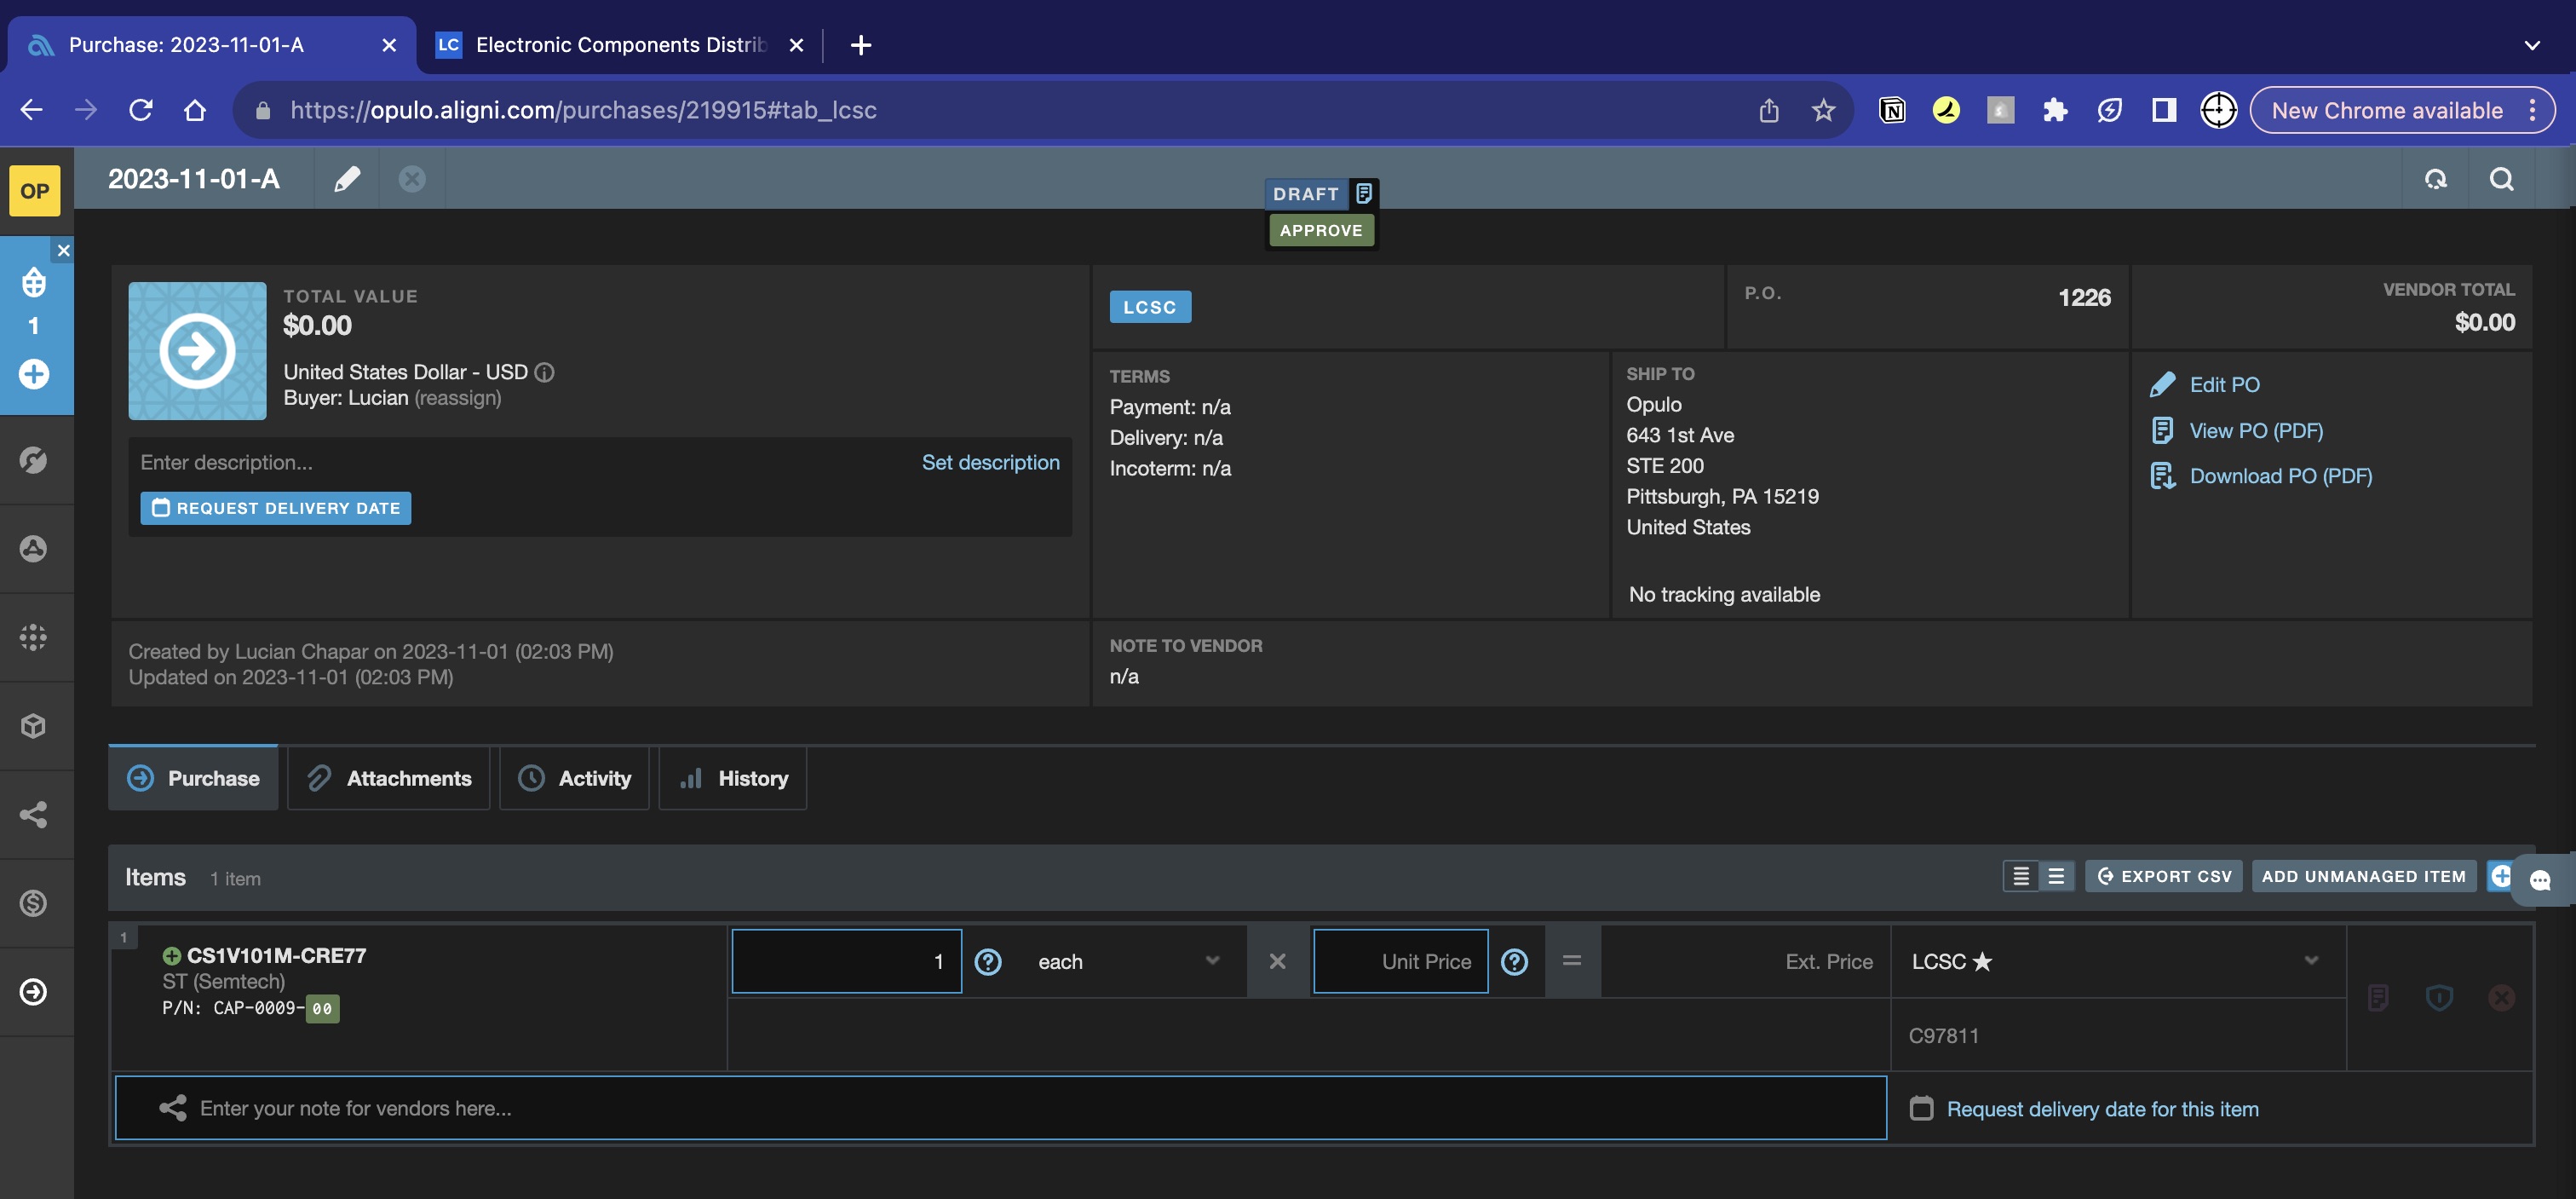 Purchase: 2023-11-01-A
LC Electronic Components Distrib
https://opulo.aligni.com/purchases/219915#tab_lcsc
New Chrome available
OP
2023-11-01-A
DRAFT
APPROVE
1
TOTAL VALUE
$0.00
United States Dollar - USD
Buyer: Lucian (reassign)
Enter description...
Set description
REQUEST DELIVERY DATE
Created by Lucian Chapar on 2023-11-01 (02:03 PM)
Updated on 2023-11-01 (02:03 PM)
LCSC
P.O.
1226
VENDOR TOTAL
$0.00
TERMS
Payment: n/a
Delivery: n/a
Incoterm: n/a
SHIP TO
Opulo
643 1st Ave
STE 200
Pittsburgh, PA 15219
United States
No tracking available
Edit PO
View PO (PDF)
Download PO (PDF)
NOTE TO VENDOR
n/a
Purchase
Attachments
Activity
History
Items 1 item
EXPORT CSV
ADD UNMANAGED ITEM
1
CS1V101M-CRE77
ST (Semtech)
P/N: CAP-0009-00
1
each
Unit Price
=
Ext. Price
LCSC ★
C97811
Enter your note for vendors here...
Request delivery date for this item